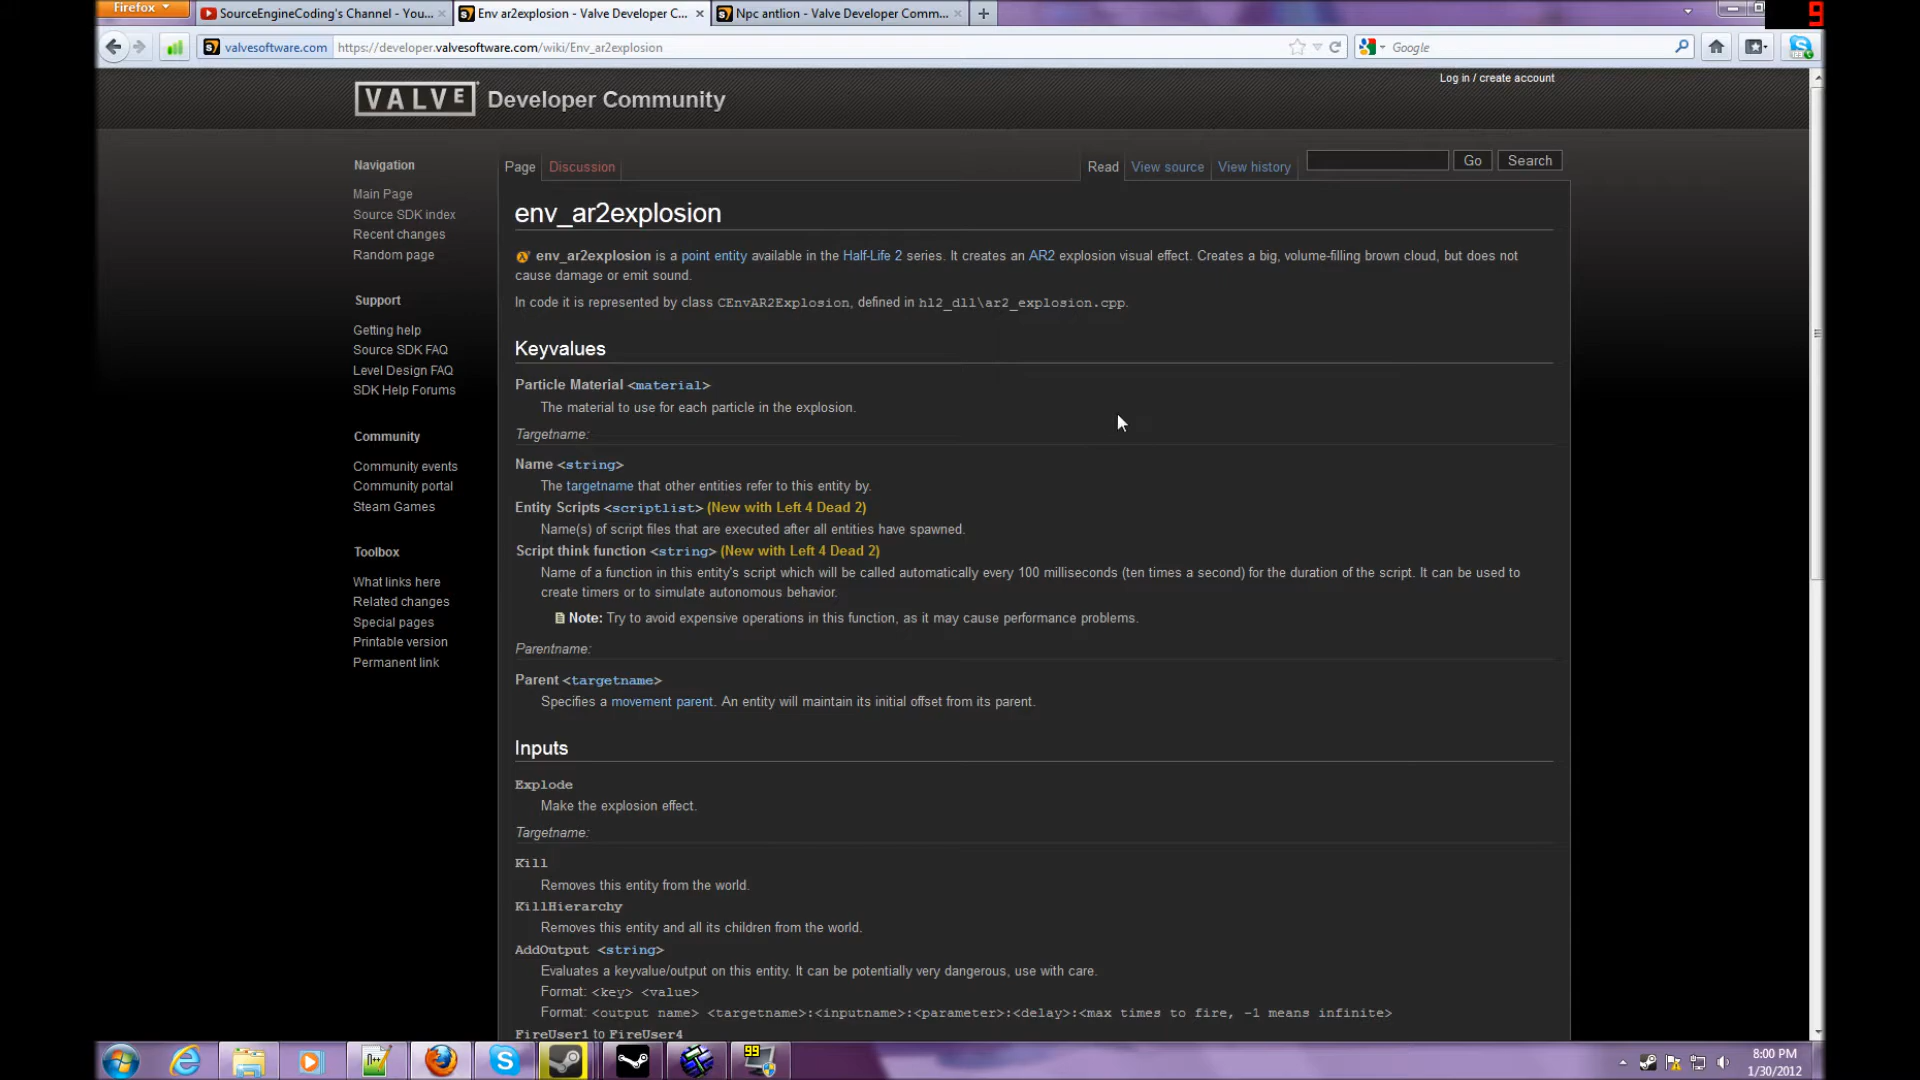 Firefox
SourceEngineCoding's Channel - You...
Env ar2explosion - Valve Developer C...
Npc antlion - Valve Developer Comm...
9
valvesoftware.com
https://developer.valvesoftware.com/wiki/Env_ar2explosion
Google
Log in / create account
VALVE Developer Community
Navigation
Main Page
Source SDK index
Recent changes
Random page
Support
Getting help
Source SDK FAQ
Level Design FAQ
SDK Help Forums
Community
Community events
Community portal
Steam Games
Toolbox
What links here
Related changes
Special pages
Printable version
Permanent link
Page Discussion Read View source View history Go Search
env_ar2explosion
env_ar2explosion is a point entity available in the Half-Life 2 series. It creates an AR2 explosion visual effect. Creates a big, volume-filling brown cloud, but does not
cause damage or emit sound.
In code it is represented by class CEnvAR2Explosion, defined in hl2_dll\ar2_explosion.cpp.
Keyvalues
Particle Material <material>
The material to use for each particle in the explosion.
Targetname:
Name <string>
The targetname that other entities refer to this entity by.
Entity Scripts <scriptlist> (New with Left 4 Dead 2)
Name(s) of script files that are executed after all entities have spawned.
Script think function <string> (New with Left 4 Dead 2)
Name of a function in this entity's script which will be called automatically every 100 milliseconds (ten times a second) for the duration of the script. It can be used to
create timers or to simulate autonomous behavior.
Note: Try to avoid expensive operations in this function, as it may cause performance problems.
Parentname:
Parent <targetname>
Specifies a movement parent. An entity will maintain its initial offset from its parent.
Inputs
Explode
Make the explosion effect.
Targetname:
Kill
Removes this entity from the world.
KillHierarchy
Removes this entity and all its children from the world.
AddOutput <string>
Evaluates a keyvalue/output on this entity. It can be potentially very dangerous, use with care.
Format: <key> <value>
Format: <output name> <targetname>:<inputname>:<parameter>:<delay>:<max times to fire, -1 means infinite>
FireUser1 to FireUser4
99
8:00 PM
1/30/2012